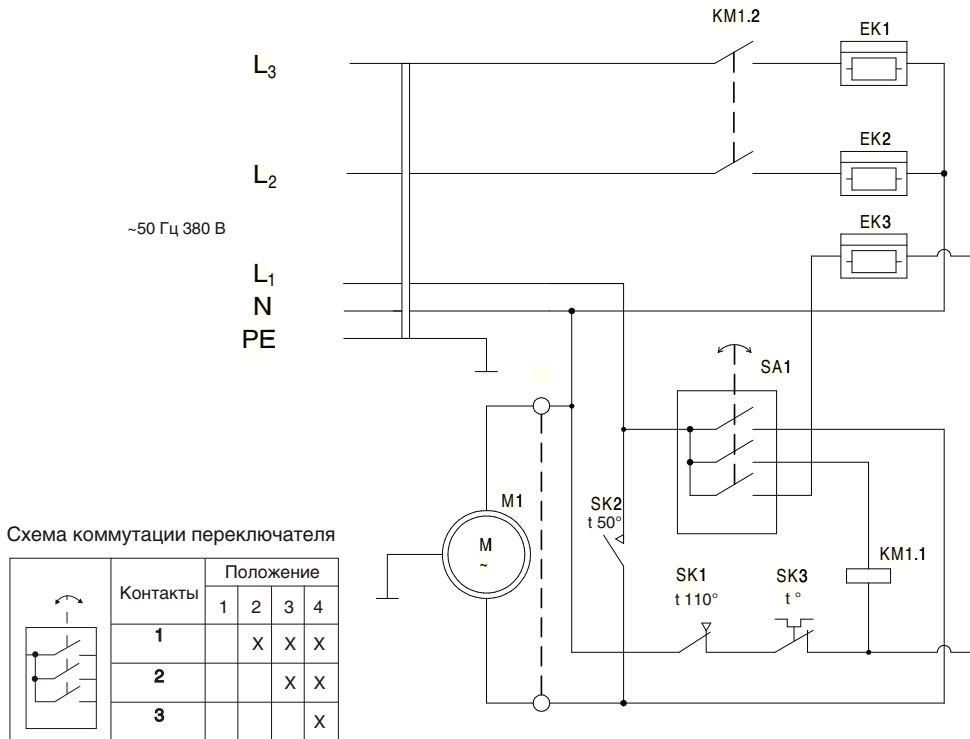 KM1.2
EK1
L3
EK2
L2
EK3
~50 Гц 380 В
L1
N
PE
SA1
M1
SK2
t 50°
M
~
KM1.1
SK1
t 110°
SK3
t °
Схема коммутации переключателя
Контакты
Положение
1 2 3 4
1 X X X
2 X X
3 X